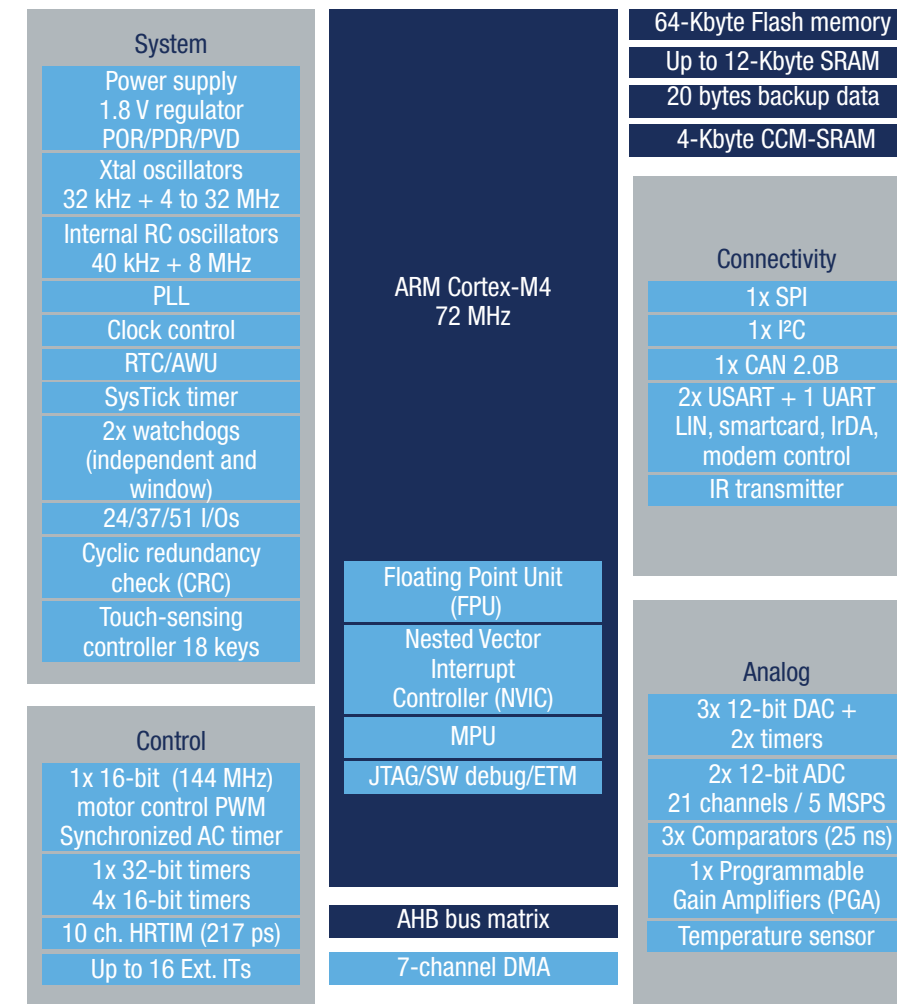 System
Power supply
1.8 V regulator
POR/PDR/PVD
Xtal oscillators
32 kHz + 4 to 32 MHz
Internal RC oscillators
40 kHz + 8 MHz
PLL
Clock control
RTC/AWU
SysTick timer
2x watchdogs
(independent and
window)
24/37/51 I/Os
Cyclic redundancy
check (CRC)
Touch-sensing
controller 18 keys
Control
1x 16-bit (144 MHz)
motor control PWM
Synchronized AC timer
1x 32-bit timers
4x 16-bit timers
10 ch. HRTIM (217 ps)
Up to 16 Ext. ITs
ARM Cortex-M4
72 MHz
Floating Point Unit
(FPU)
Nested Vector
Interrupt
Controller (NVIC)
MPU
JTAG/SW debug/ETM
AHB bus matrix
7-channel DMA
64-Kbyte Flash memory
Up to 12-Kbyte SRAM
20 bytes backup data
4-Kbyte CCM-SRAM
Connectivity
1x SPI
1x I²C
1x CAN 2.0B
2x USART + 1 UART
LIN, smartcard, IrDA,
modem control
IR transmitter
Analog
3x 12-bit DAC +
2x timers
2x 12-bit ADC
21 channels / 5 MSPS
3x Comparators (25 ns)
1x Programmable
Gain Amplifiers (PGA)
Temperature sensor